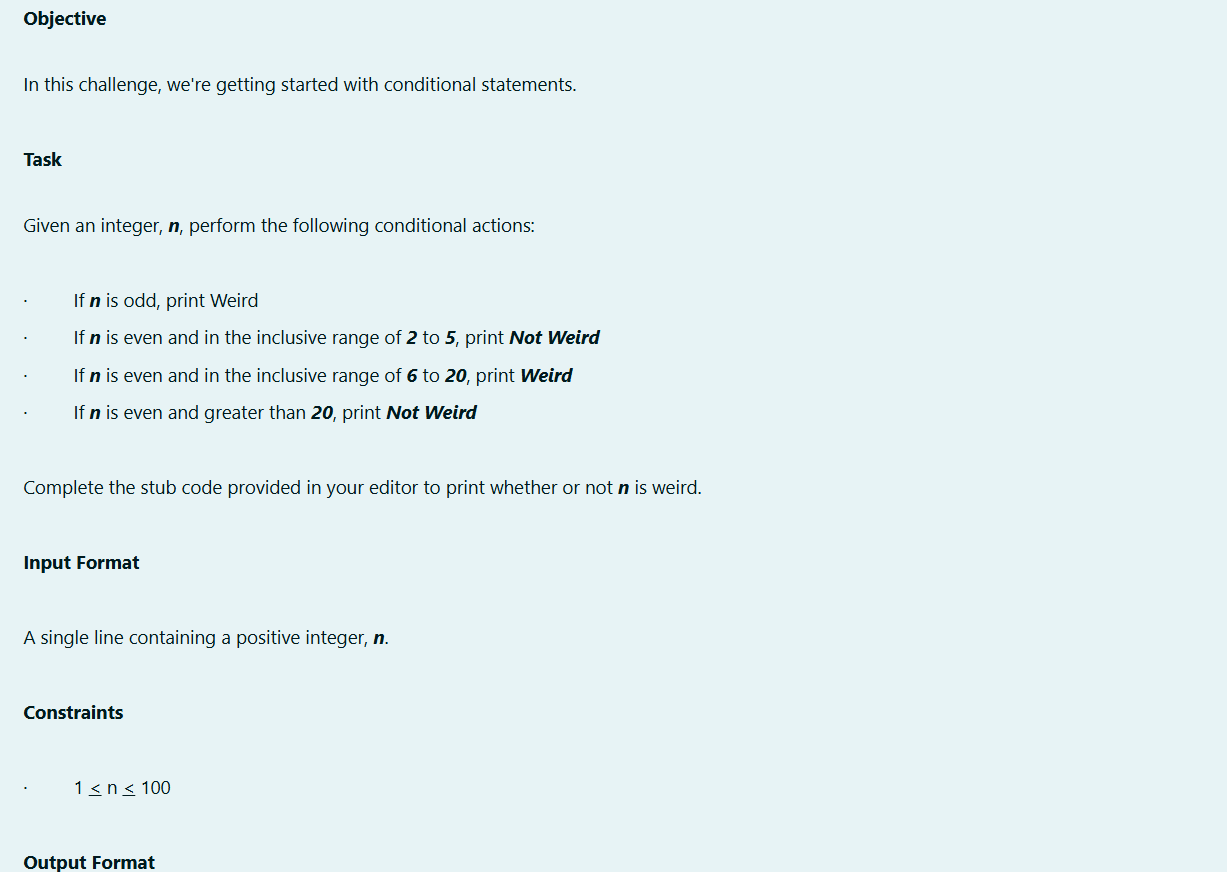 Objective
In this challenge, we're getting started with conditional statements.
Task
Given an integer, n, perform the following conditional actions:
· If n is odd, print Weird
· If n is even and in the inclusive range of 2 to 5, print Not Weird
· If n is even and in the inclusive range of 6 to 20, print Weird
· If n is even and greater than 20, print Not Weird
Complete the stub code provided in your editor to print whether or not n is weird.
Input Format
A single line containing a positive integer, n.
Constraints
· 1 ≤ n ≤ 100
Output Format